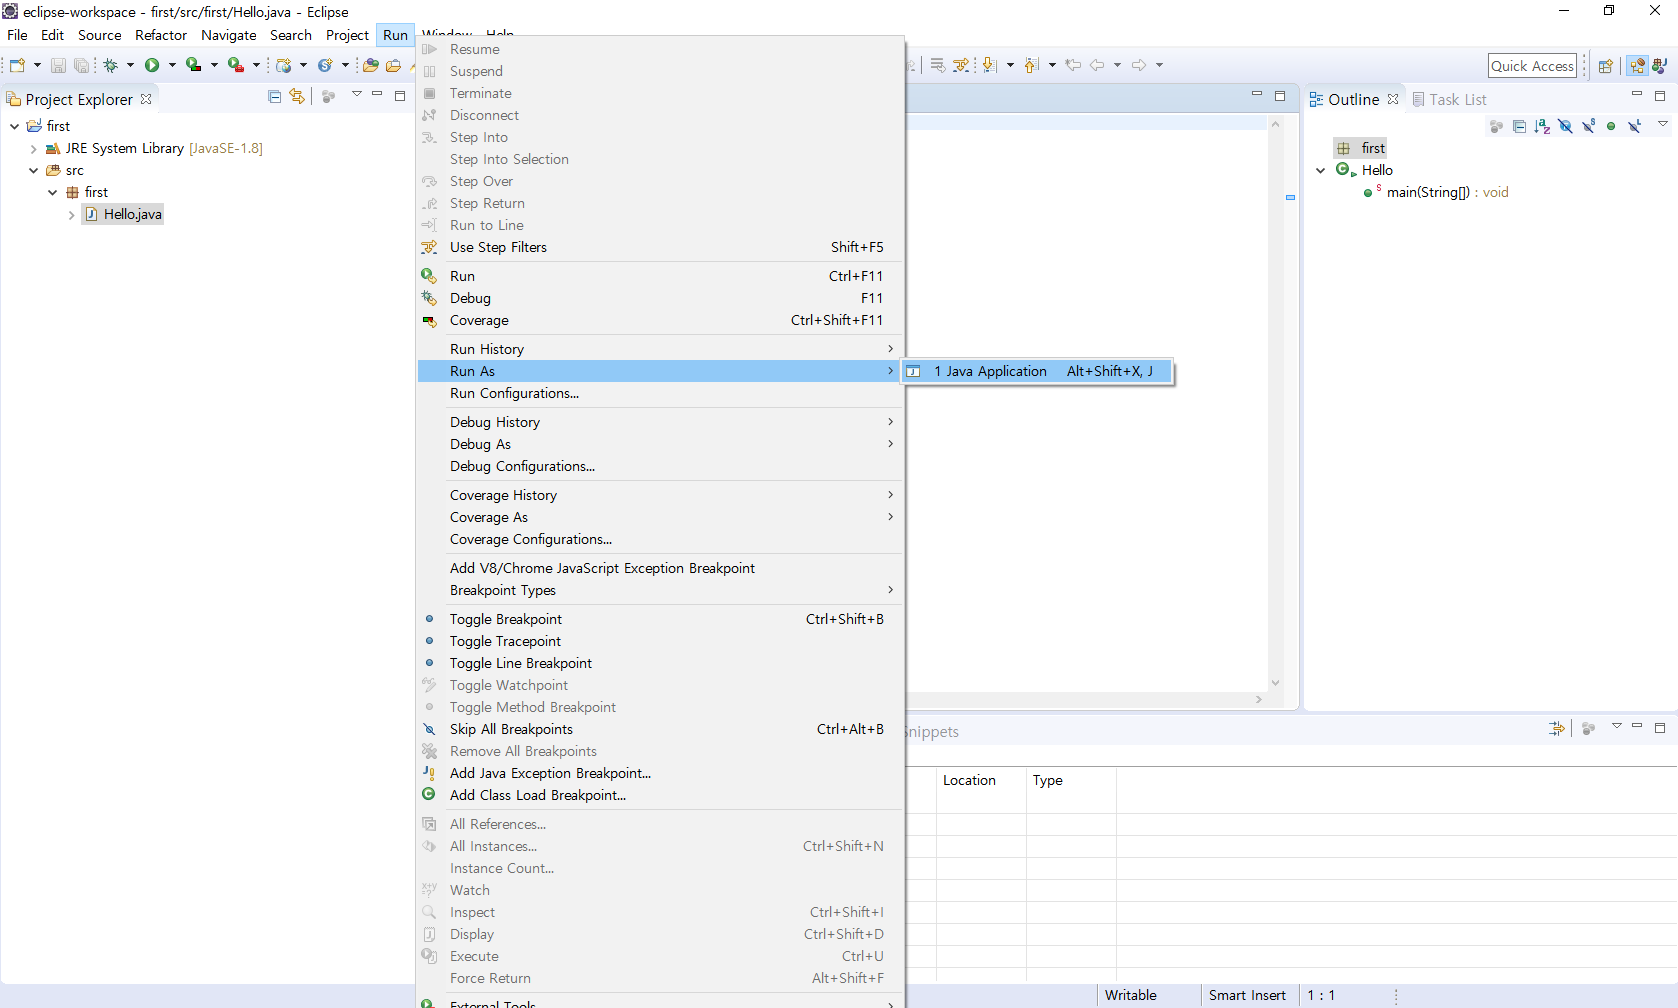 eclipse-workspace - first/src/first/Hello.java - Eclipse
File Edit Source Refactor Navigate Search Project Run Window Help
Quick Access
Project Explorer
first
JRE System Library [JavaSE-1.8]
src
first
Hello.java
Resume
Suspend
Terminate
Disconnect
Step Into
Step Into Selection
Step Over
Step Return
Run to Line
Use Step Filters Shift+F5
Run Ctrl+F11
Debug F11
Coverage Ctrl+Shift+F11
Run History
Run As
Run Configurations...
Debug History
Debug As
Debug Configurations...
Coverage History
Coverage As
Coverage Configurations...
Add V8/Chrome JavaScript Exception Breakpoint
Breakpoint Types
Toggle Breakpoint Ctrl+Shift+B
Toggle Tracepoint
Toggle Line Breakpoint
Toggle Watchpoint
Toggle Method Breakpoint
Skip All Breakpoints Ctrl+Alt+B
Remove All Breakpoints
Add Java Exception Breakpoint...
Add Class Load Breakpoint...
All References...
All Instances... Ctrl+Shift+N
Instance Count...
Watch
Inspect Ctrl+Shift+I
Display Ctrl+Shift+D
Execute Ctrl+U
Force Return Alt+Shift+F
External Tools
1 Java Application Alt+Shift+X, J
Outline Task List
first
Hello
main(String[]) : void
Snippets
Location Type
Writable Smart Insert 1 : 1